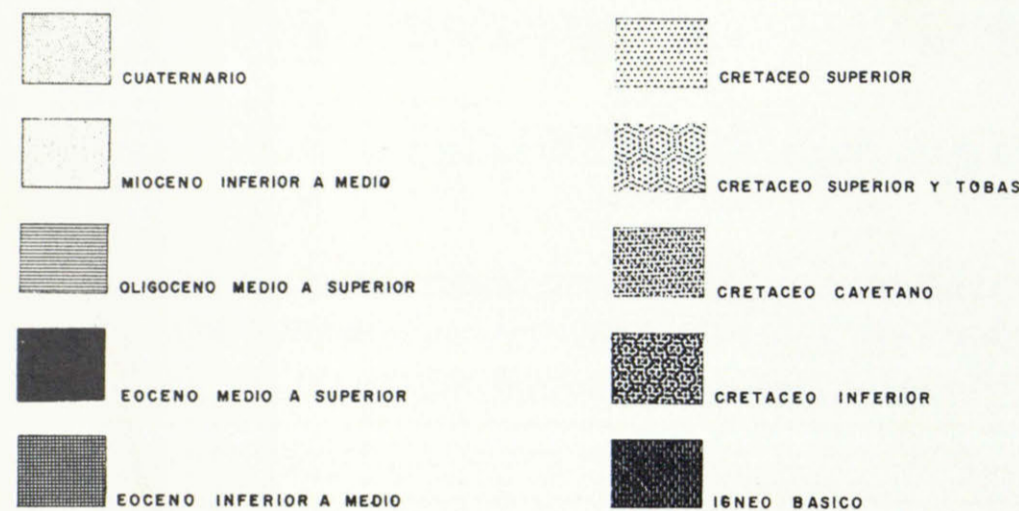 CUATERNARIO
MIOCENO INFERIOR A MEDIO
OLIGOCENO MEDIO A SUPERIOR
EOCENO MEDIO A SUPERIOR
EOCENO INFERIOR A MEDIO
CRETACEO SUPERIOR
CRETACEO SUPERIOR Y TOBAS
CRETACEO CAYETANO
CRETACEO INFERIOR
IGNEO BASICO